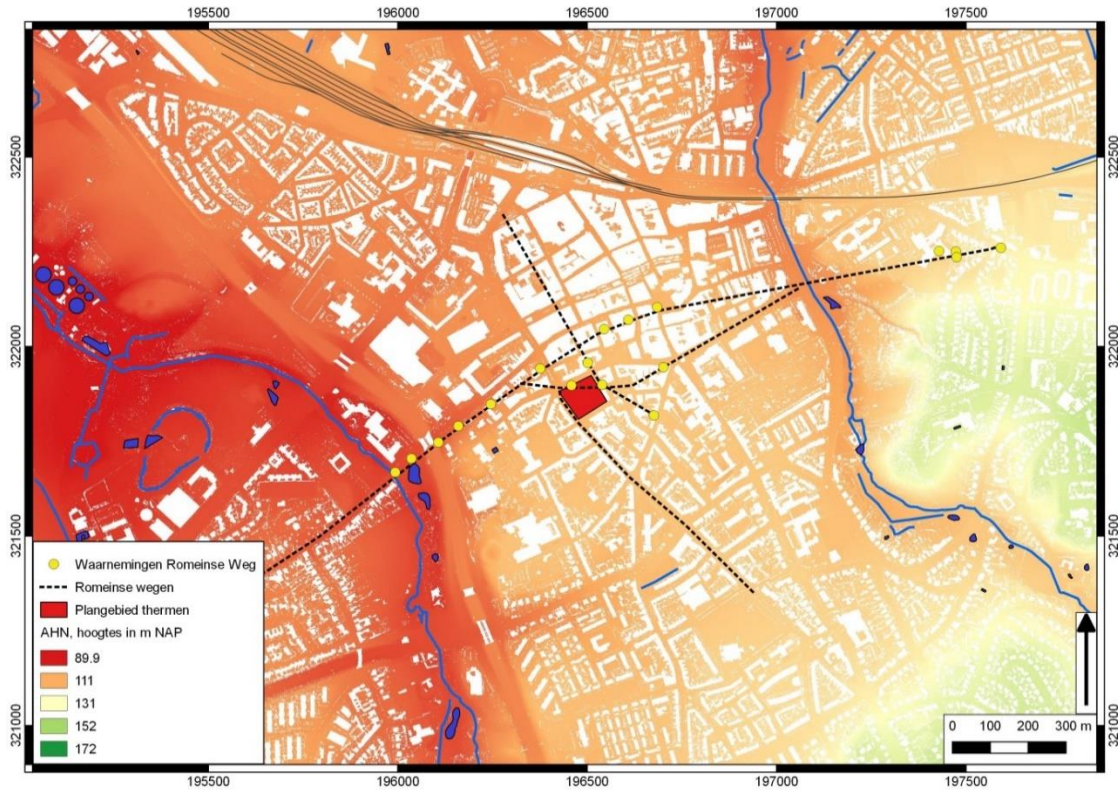 195500 196000 196500 197000 197500
322500
322000
321500
321000
322500
322000
321500
321000
Waarnemingen Romeinse Weg
Romeinse wegen
Plangebied thermen
AHN, hoogtes in m NAP
89.9
111
131
152
172
0 100 200 300 m
195500 196000 196500 197000 197500